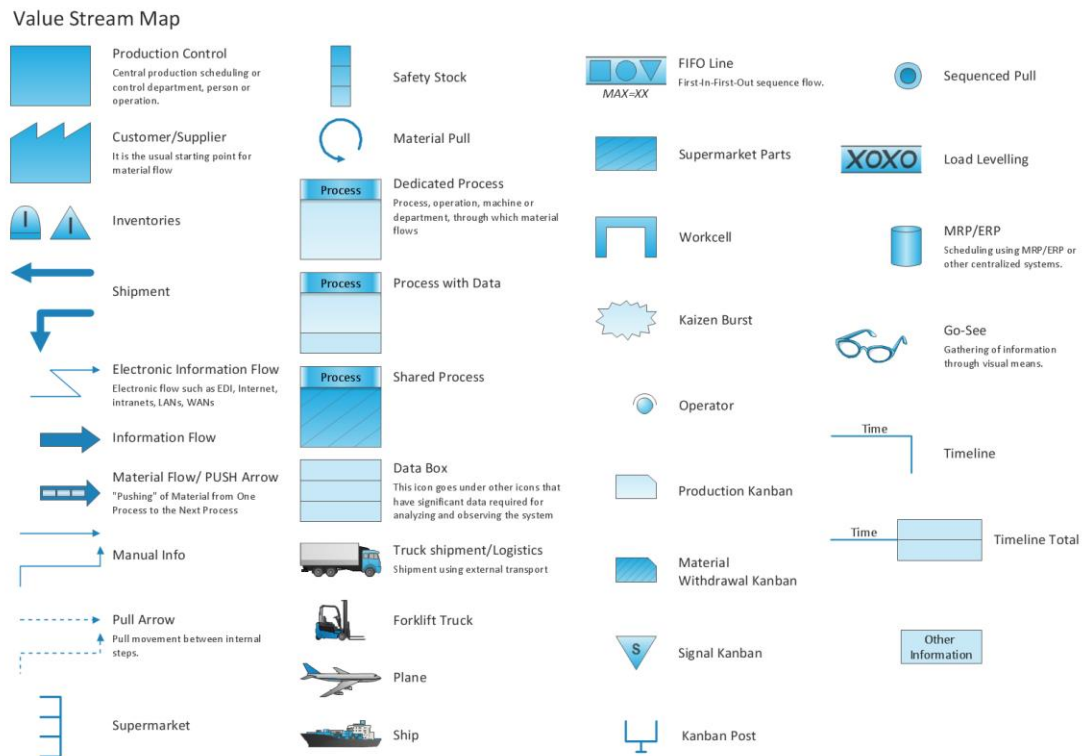 Value Stream Map
Production Control
Central production scheduling or
control department, person or
operation.
Customer/Supplier
It is the usual starting point for
material flow
I
I
Inventories
Shipment
Electronic Information Flow
Electronic flow such as EDI, Internet,
intranets, LANs, WANs
Information Flow
Material Flow/ PUSH Arrow
"Pushing" of Material from One
Process to the Next Process
Manual Info
Pull Arrow
Pull movement between internal
steps.
Supermarket
Safety Stock
Material Pull
Process
Dedicated Process
Process, operation, machine or
department, through which material
flows
Process
Process with Data
Process
Shared Process
Data Box
This icon goes under other icons that
have significant data required for
analyzing and observing the system
Truck shipment/Logistics
Shipment using external transport
Forklift Truck
Plane
Ship
MAX=XX
FIFO Line
First-In-First-Out sequence flow.
Supermarket Parts
Workcell
Kaizen Burst
Operator
Production Kanban
Material
Withdrawal Kanban
S
Signal Kanban
Kanban Post
Sequenced Pull
XOXO
Load Levelling
MRP/ERP
Scheduling using MRP/ERP or
other centralized systems.
Go-See
Gathering of information
through visual means.
Time
Timeline
Time
Timeline Total
Other
Information